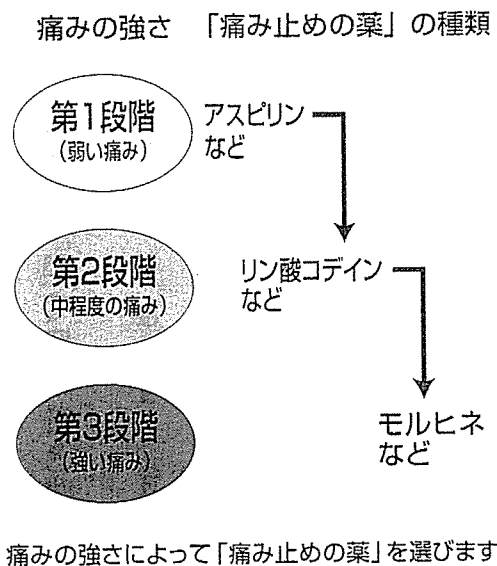 痛みの強さ 「痛み止めの薬」の種類
第1段階
(弱い痛み)
アスピリン
など
第2段階
(中程度の痛み)
リン酸コデイン
など
第3段階
(強い痛み)
モルヒネ
など
痛みの強さによって「痛み止めの薬」を選びます